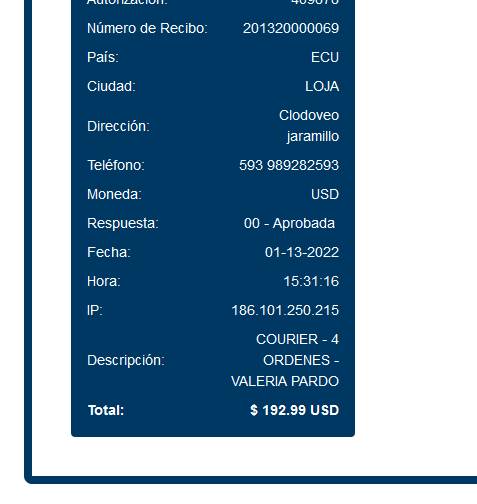 Número de Recibo: 201320000069
País: ECU
Ciudad: LOJA
Dirección: Clodoveo
jaramillo
Teléfono: 593 989282593
Moneda: USD
Respuesta: 00 - Aprobada
Fecha: 01-13-2022
Hora: 15:31:16
IP: 186.101.250.215
COURIER - 4
Descripción: ORDENES -
VALERIA PARDO
Total: $ 192.99 USD